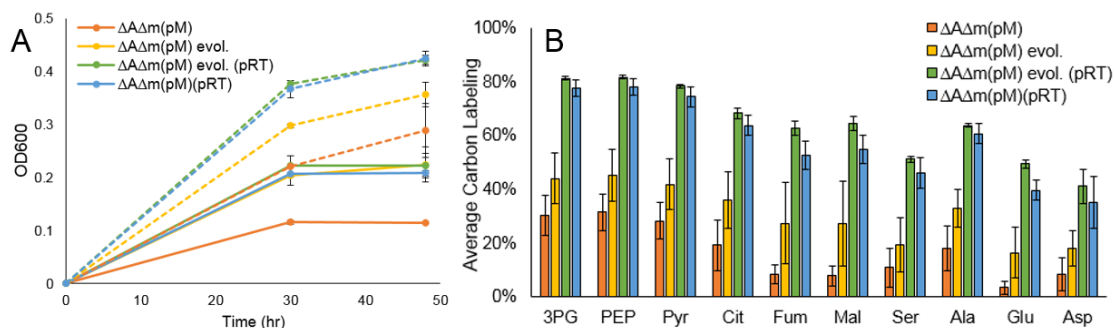 A
OD600
0.5
0.4
0.3
0.2
0.1
0
0 10 20 30 40 50
Time (hr)
ΔAΔm(pM)
ΔAΔm(pM) evol.
ΔAΔm(pM) evol. (pRT)
ΔAΔm(pM)(pRT)
B
Average Carbon Labeling
100%
80%
60%
40%
20%
0%
3PG PEP Pyr Cit Fum Mal Ser Ala Glu Asp
ΔAΔm(pM)
ΔAΔm(pM) evol.
ΔAΔm(pM) evol. (pRT)
ΔAΔm(pM)(pRT)